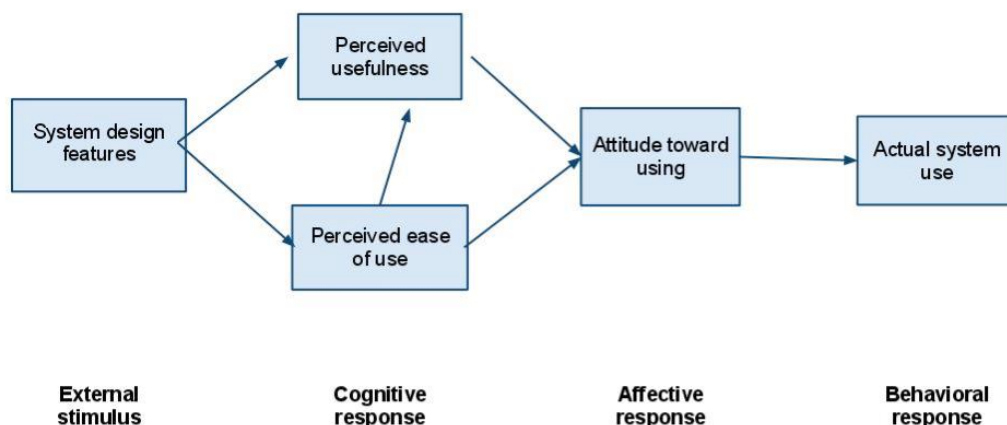 Perceived
usefulness
System design
features
Attitude toward
using
Actual system
use
Perceived ease
of use
External
stimulus
Cognitive
response
Affective
response
Behavioral
response